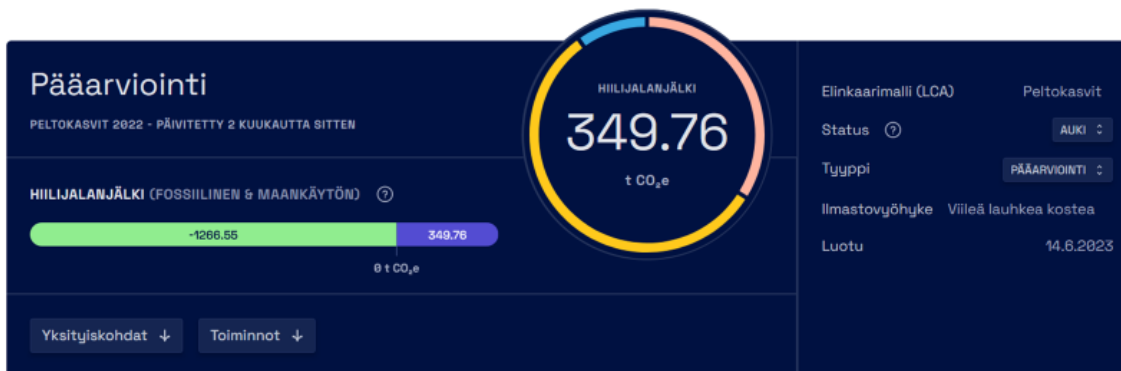 Pääarviointi
PELTOKASVIT 2022 - PÄIVITETTY 2 KUUKAUTTA SITTEN
HIILIJALANJÄLKI (FOSSIILINEN & MAANKÄYTÖN) ?
-1266.55 349.76
0 t CO₂e
Yksityiskohdat ↓ Toiminnot ↓
HIILIJALANJÄLKI
349.76
t CO₂e
Elinkaarimalli (LCA) Peltokasvit
Status ? AUKI
Tyyppi PÄÄARVIOINTI
Ilmastovyöhyke Viileä lauhkea kostea
Luotu 14.6.2023